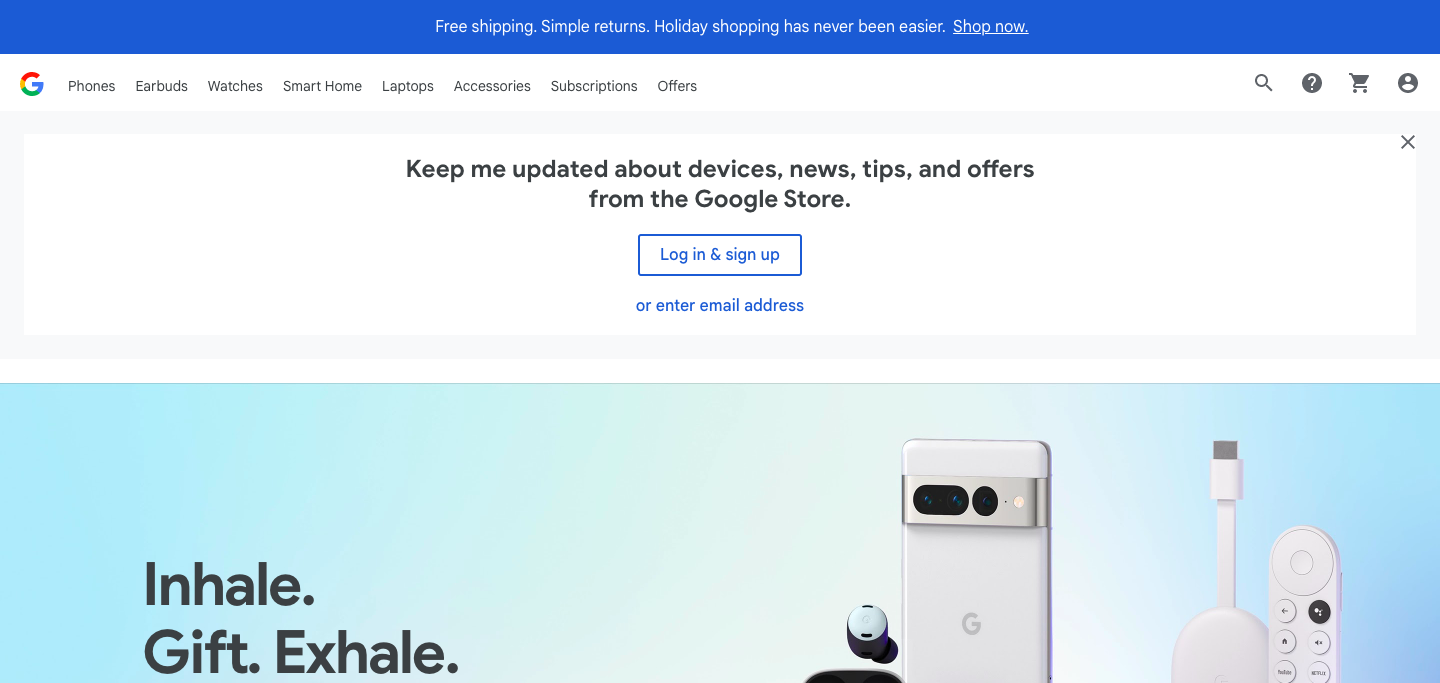 Free shipping. Simple returns. Holiday shopping has never been easier. Shop now.
Phones Earbuds Watches Smart Home Laptops Accessories Subscriptions Offers
Keep me updated about devices, news, tips, and offers
from the Google Store.
Log in & sign up
or enter email address
Inhale.
Gift. Exhale.
YouTube NETFLIX